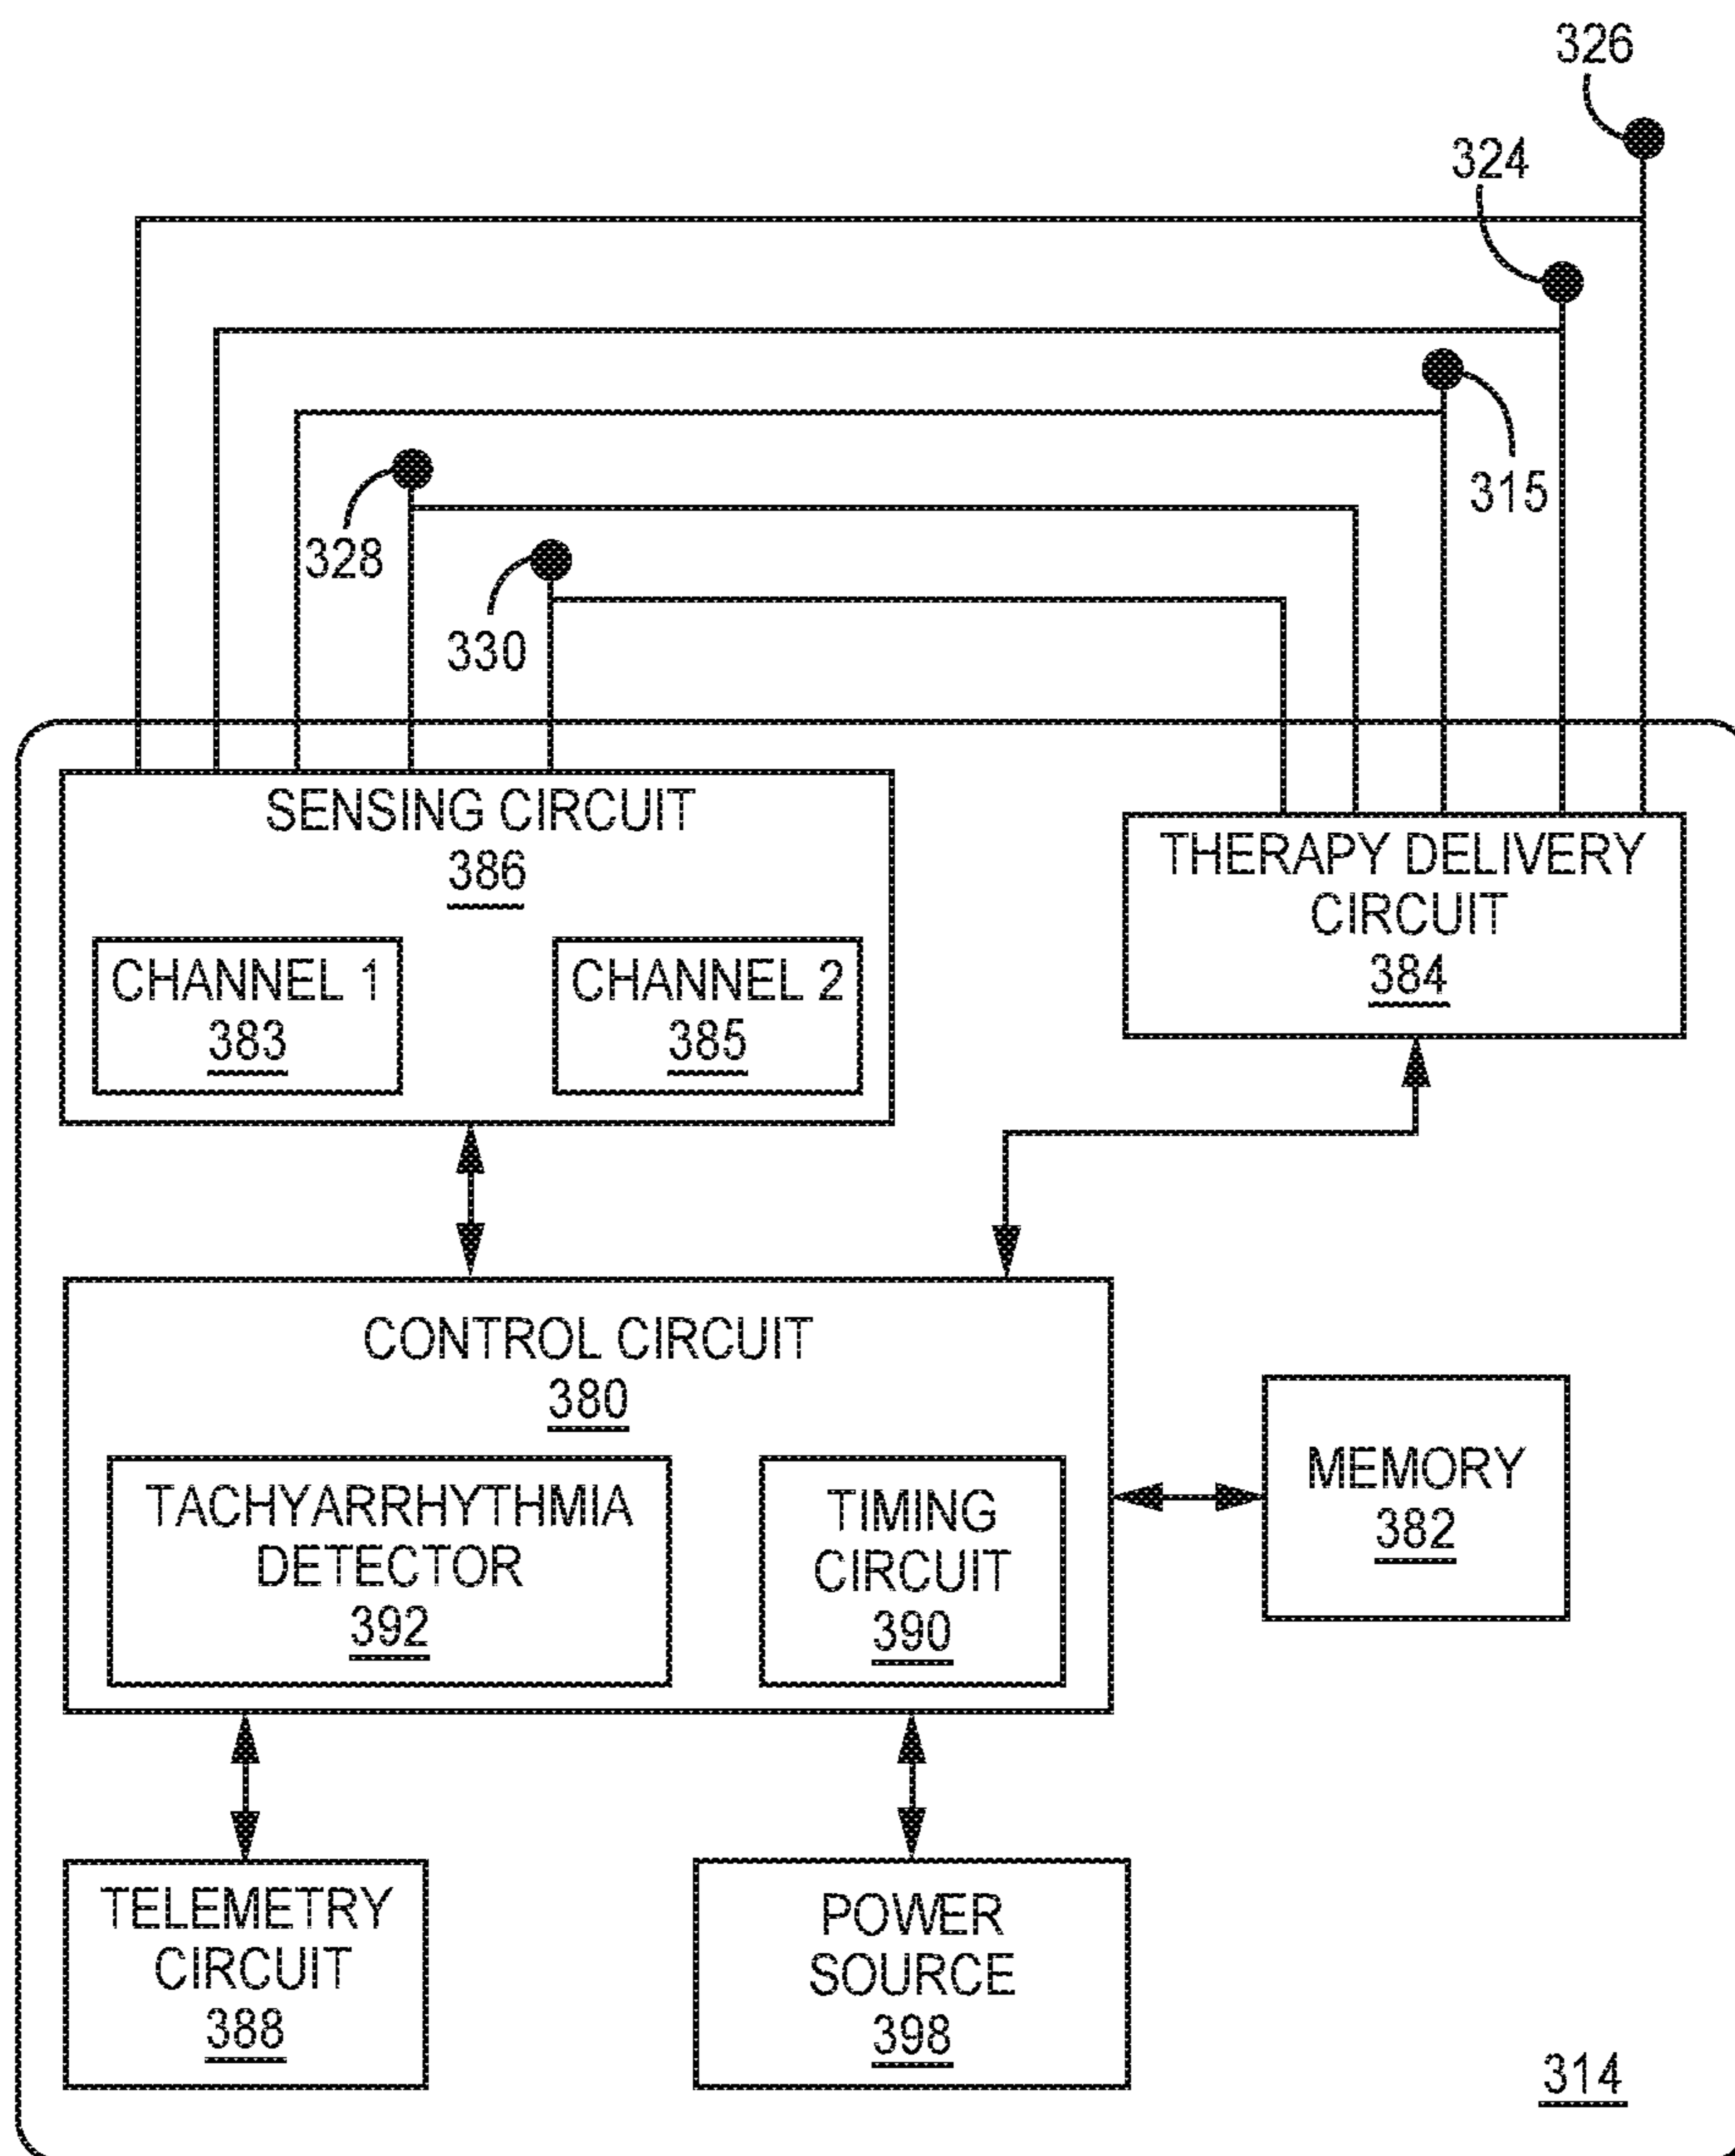 326
324
315
328
330
SENSING CIRCUIT
386
CHANNEL 1
383
CHANNEL 2
385
THERAPY DELIVERY
CIRCUIT
384
CONTROL CIRCUIT
380
TACHYARRHYTHMIA
DETECTOR
392
TIMING
CIRCUIT
390
MEMORY
382
TELEMETRY
CIRCUIT
388
POWER
SOURCE
398
314